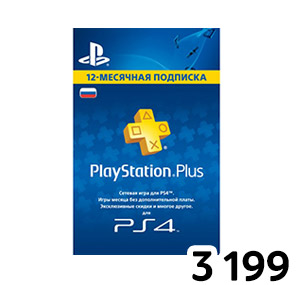 12-МЕСЯЧНАЯ ПОДПИСКА
PlayStation Plus
Сетевая игра для PS4™.
Игры месяца без дополнительной платы.
Эксклюзивные скидки и многое другое.
для
PS4
3 199